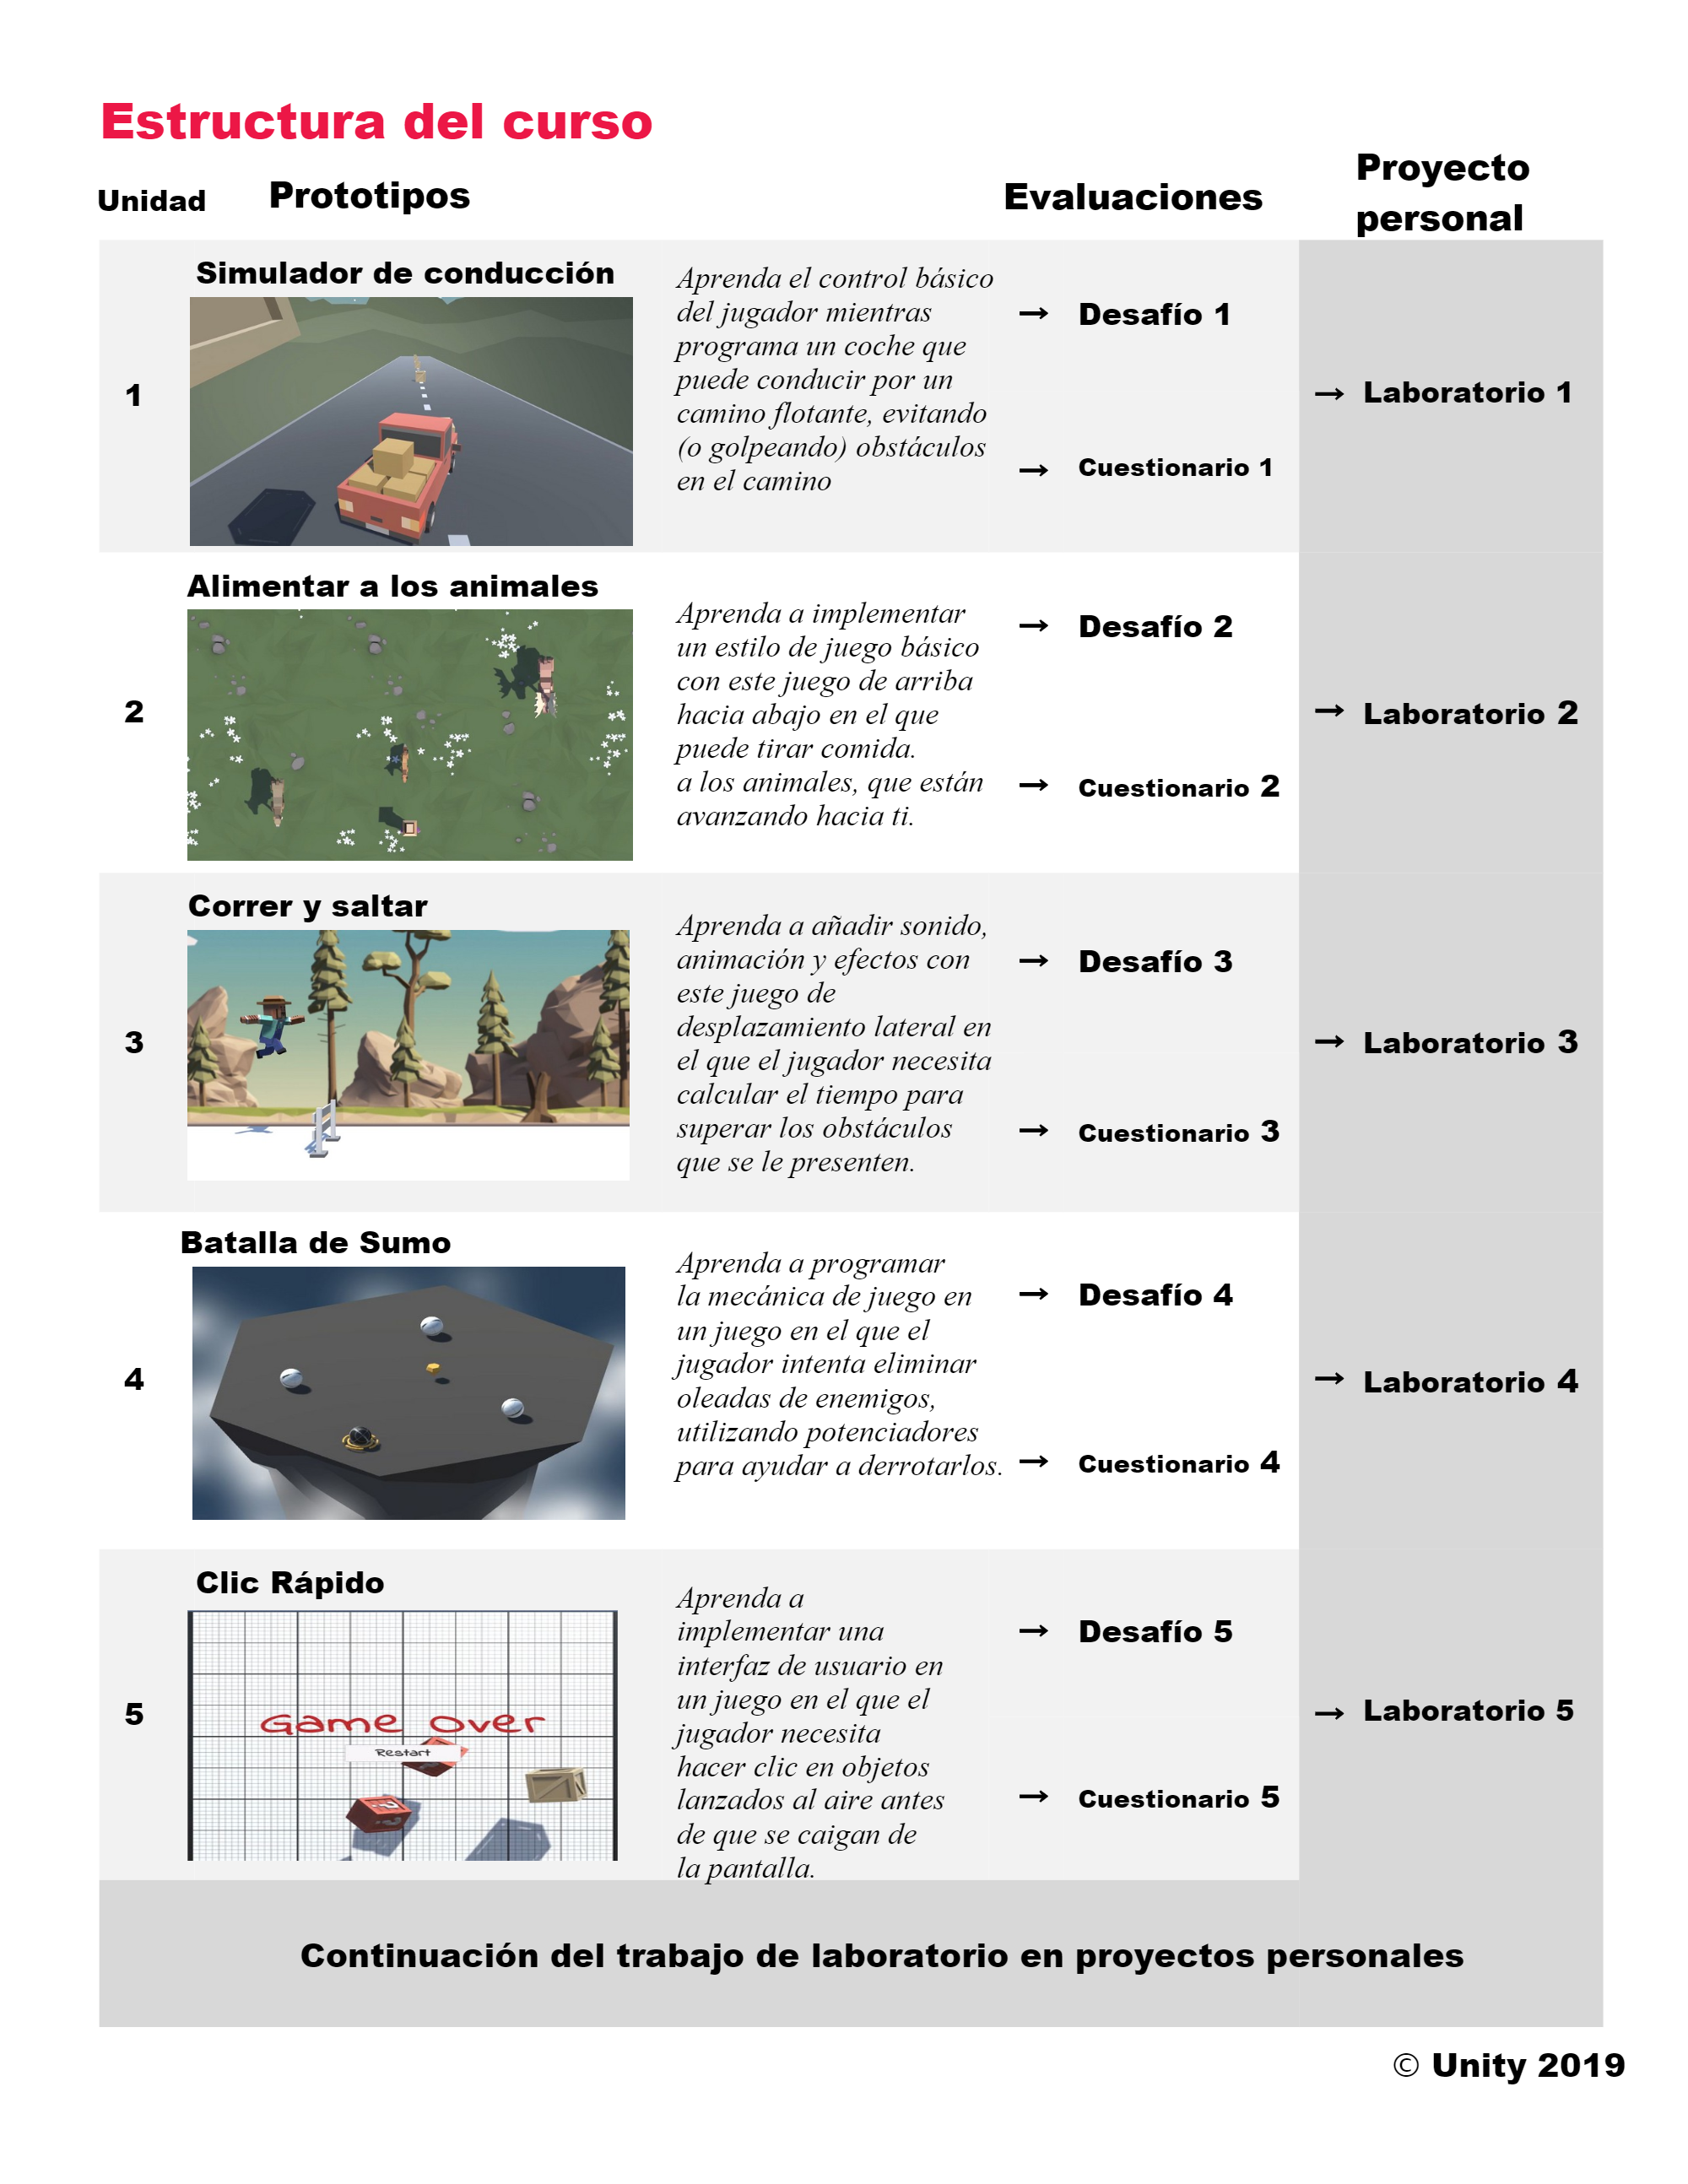 Estructura del curso
Unidad
Prototipos
Evaluaciones
Proyecto
personal
1
Simulador de conducción
Aprenda el control básico
del jugador mientras
programa un coche que
puede conducir por un
camino flotante, evitando
(o golpeando) obstáculos
en el camino
→ Desafío 1
→ Cuestionario 1
→ Laboratorio 1
2
Alimentar a los animales
Aprenda a implementar
un estilo de juego básico
con este juego de arriba
hacia abajo en el que
puede tirar comida.
a los animales, que están
avanzando hacia ti.
→ Desafío 2
→ Cuestionario 2
→ Laboratorio 2
3
Correr y saltar
Aprenda a añadir sonido,
animación y efectos con
este juego de
desplazamiento lateral en
el que el jugador necesita
calcular el tiempo para
superar los obstáculos
que se le presenten.
→ Desafío 3
→ Cuestionario 3
→ Laboratorio 3
4
Batalla de Sumo
Aprenda a programar
la mecánica de juego en
un juego en el que el
jugador intenta eliminar
oleadas de enemigos,
utilizando potenciadores
para ayudar a derrotarlos.
→ Desafío 4
→ Cuestionario 4
→ Laboratorio 4
5
Clic Rápido
Game Over
Restart
Aprenda a
implementar una
interfaz de usuario en
un juego en el que el
jugador necesita
hacer clic en objetos
lanzados al aire antes
de que se caigan de
la pantalla.
→ Desafío 5
→ Cuestionario 5
→ Laboratorio 5
Continuación del trabajo de laboratorio en proyectos personales
© Unity 2019